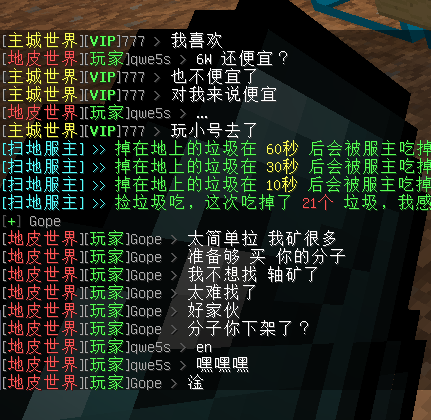 [主城世界][VIP]777 > 我喜欢
[地皮世界][玩家]qwe5s > 6W 还便宜？
[主城世界][VIP]777 > 也不便宜了
[主城世界][VIP]777 > 对我来说便宜
[地皮世界][玩家]qwe5s > …
[主城世界][VIP]777 > 玩小号去了
[扫地服主] >> 掉在地上的垃圾在 60秒 后会被服主吃掉
[扫地服主] >> 掉在地上的垃圾在 30秒 后会被服主吃掉
[扫地服主] >> 掉在地上的垃圾在 10秒 后会被服主吃掉
[扫地服主] >> 捡垃圾吃，这次吃掉了 21个 垃圾，我感
[+] Gope
[地皮世界][玩家]Gope > 太简单拉 我矿很多
[地皮世界][玩家]Gope > 准备够 买 你的分子
[地皮世界][玩家]Gope > 我不想找 轴矿了
[地皮世界][玩家]Gope > 太难找了
[地皮世界][玩家]Gope > 好家伙
[地皮世界][玩家]Gope > 分子你下架了？
[地皮世界][玩家]qwe5s > en
[地皮世界][玩家]qwe5s > 嘿嘿嘿
[地皮世界][玩家]Gope > 淦